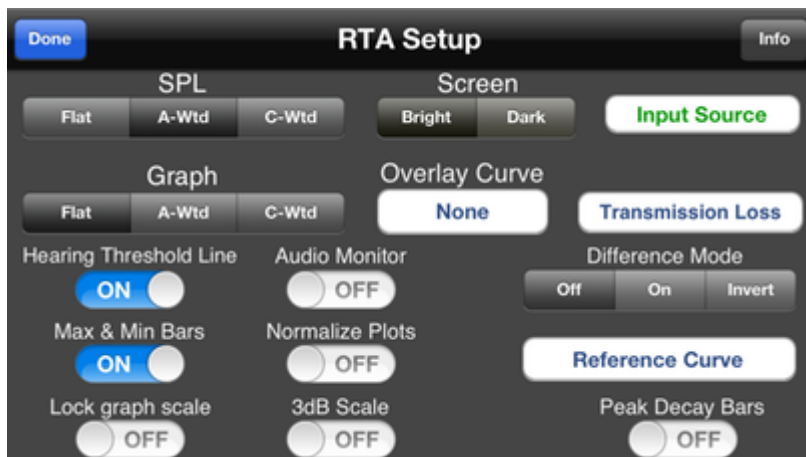 Done RTA Setup Info
SPL Screen
Flat A-Wtd C-Wtd Bright Dark Input Source
Graph Overlay Curve
Flat A-Wtd C-Wtd None Transmission Loss
Hearing Threshold Line Audio Monitor Difference Mode
ON OFF Off On Invert
Max & Min Bars Normalize Plots
ON OFF Reference Curve
Lock graph scale 3dB Scale Peak Decay Bars
OFF OFF OFF